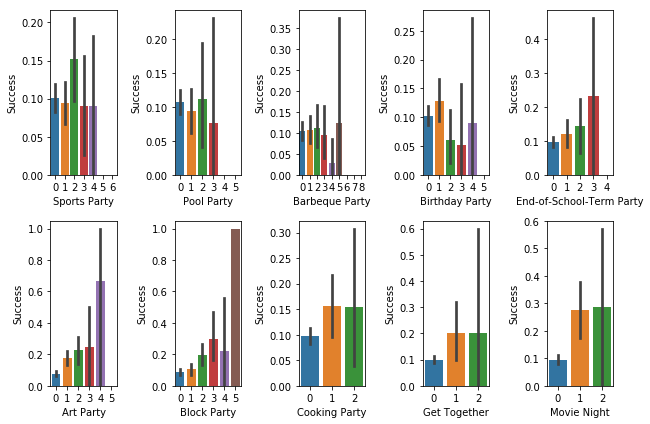 Success
0.20
0.15
0.10
0.05
0.00
0 1 2 3 4 5 6
Sports Party
Success
0.20
0.15
0.10
0.05
0.00
0 1 2 3 4 5
Pool Party
Success
0.35
0.30
0.25
0.20
0.15
0.10
0.05
0.00
0 1 2 3 4 5 6 7 8
Barbeque Party
Success
0.25
0.20
0.15
0.10
0.05
0.00
0 1 2 3 4 5
Birthday Party
Success
0.4
0.3
0.2
0.1
0.0
0 1 2 3 4
End-of-School-Term Party
Success
1.0
0.8
0.6
0.4
0.2
0.0
0 1 2 3 4 5
Art Party
Success
1.0
0.8
0.6
0.4
0.2
0.0
0 1 2 3 4 5
Block Party
Success
0.30
0.25
0.20
0.15
0.10
0.05
0.00
0 1 2
Cooking Party
Success
0.6
0.5
0.4
0.3
0.2
0.1
0.0
0 1 2
Get Together
Success
0.6
0.5
0.4
0.3
0.2
0.1
0.0
0 1 2
Movie Night